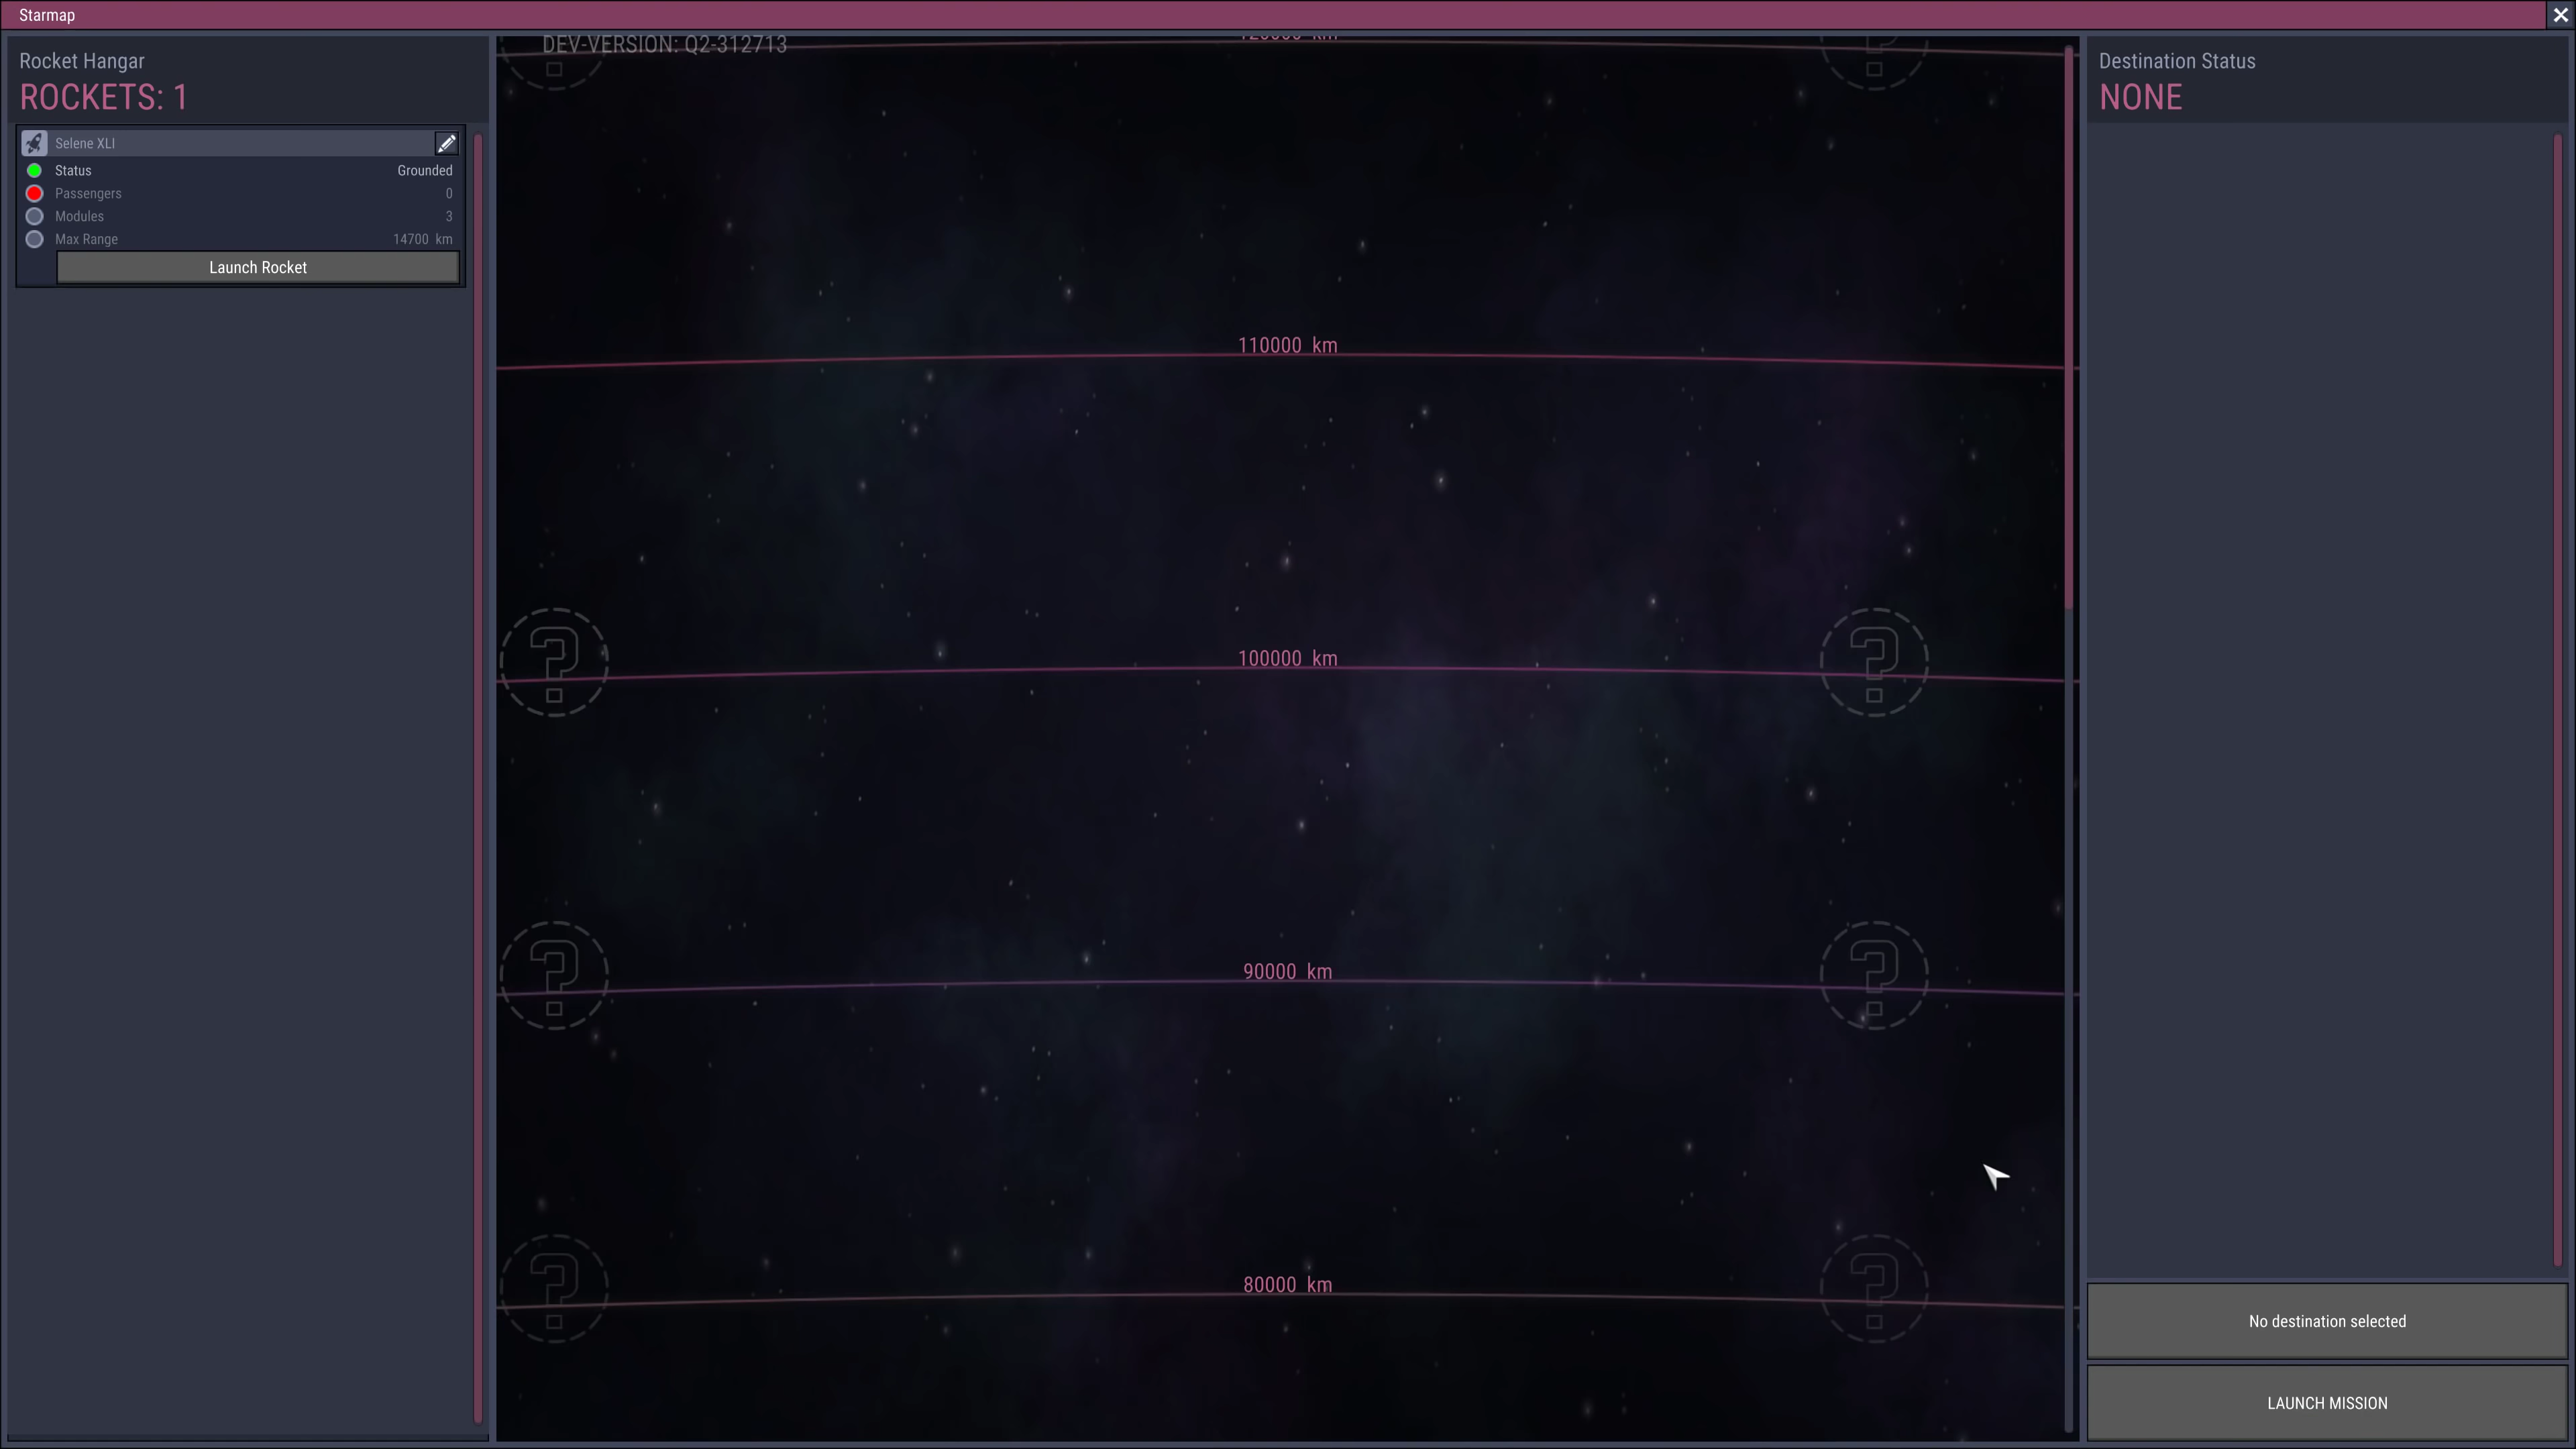 Starmap
Rocket Hangar
ROCKETS: 1
Selene XLI
Status Grounded
Passengers 0
Modules 3
Max Range 14700 km
Launch Rocket
DEV-VERSION: Q2-312713
110000 km
100000 km
90000 km
80000 km
Destination Status
NONE
No destination selected
LAUNCH MISSION